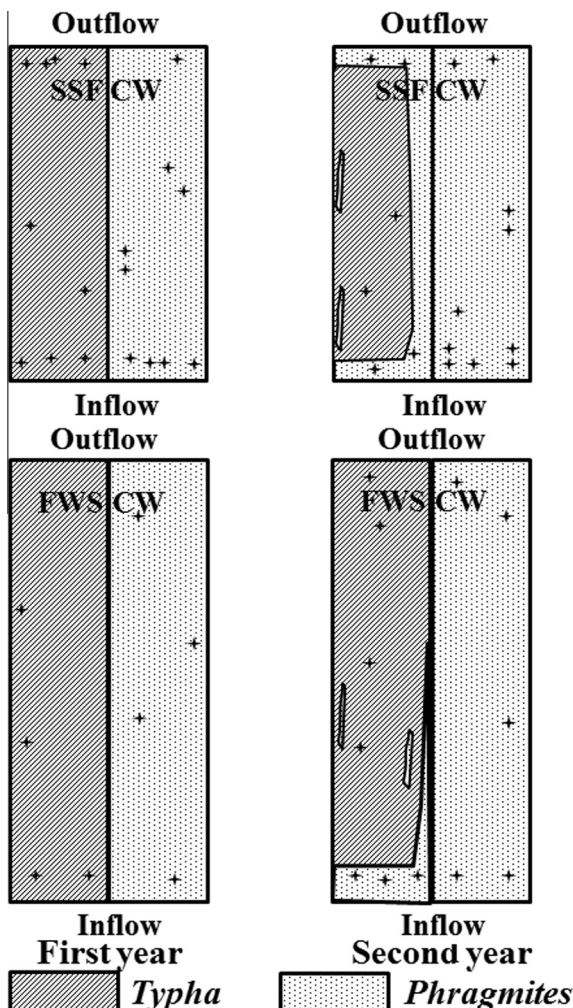 Outflow Outflow
SSF CW SSF CW
Inflow Inflow
Outflow Outflow
FWS CW FWS CW
Inflow Inflow
First year Second year
Typha Phragmites